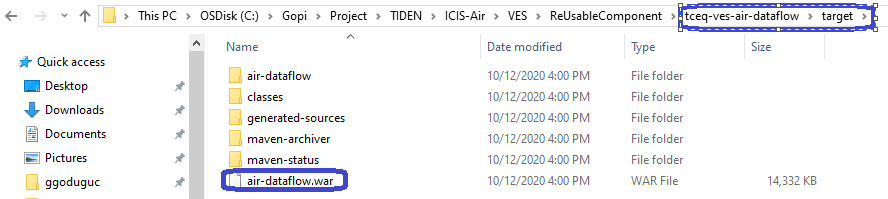 This PC > OSDisk (C:) > Gopi > Project > TIDEN > ICIS-Air > VES > ReUsableComponent > tceq-ves-air-dataflow > target >
Name Date modified Type Size
Quick access
Desktop
Downloads
Documents
Pictures
ggoduguc
air-dataflow 10/12/2020 4:00 PM File folder
classes 10/12/2020 4:00 PM File folder
generated-sources 10/12/2020 4:00 PM File folder
maven-archiver 10/12/2020 4:00 PM File folder
maven-status 10/12/2020 4:00 PM File folder
air-dataflow.war 10/12/2020 4:00 PM WAR File 14,332 KB